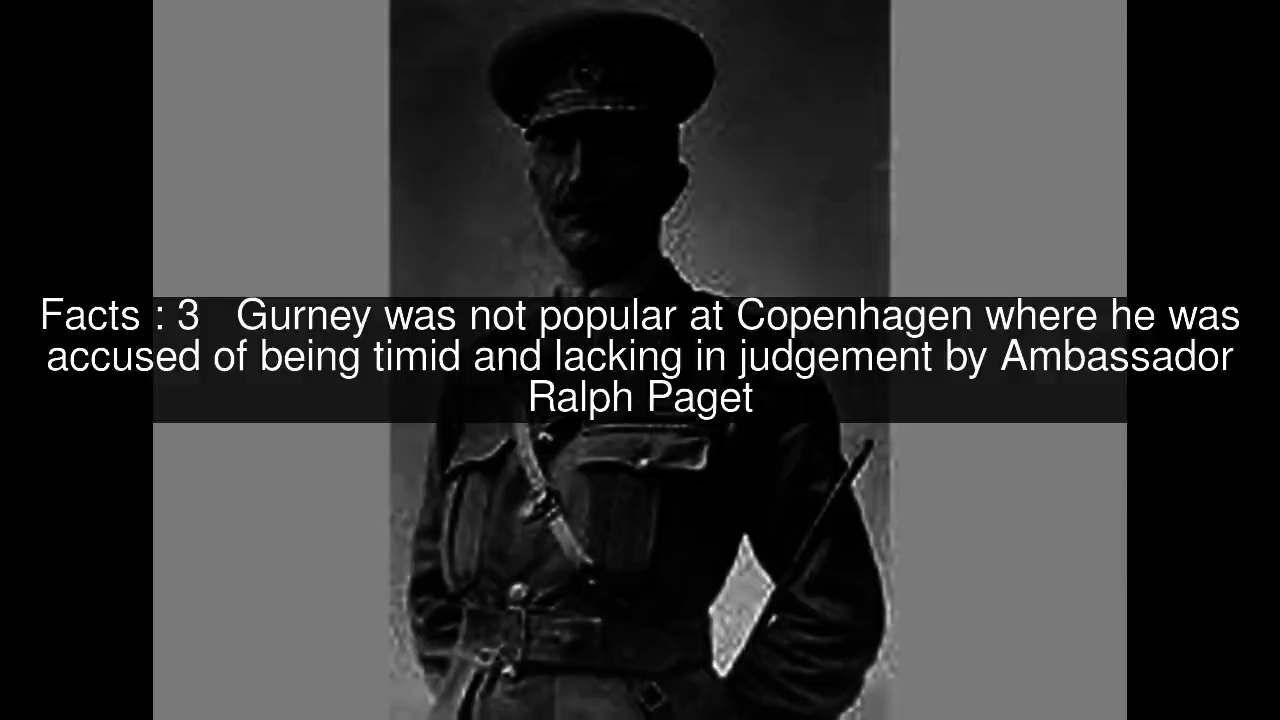 Facts : 3   Gurney was not popular at Copenhagen where he was
accused of being timid and lacking in judgement by Ambassador
Ralph Paget